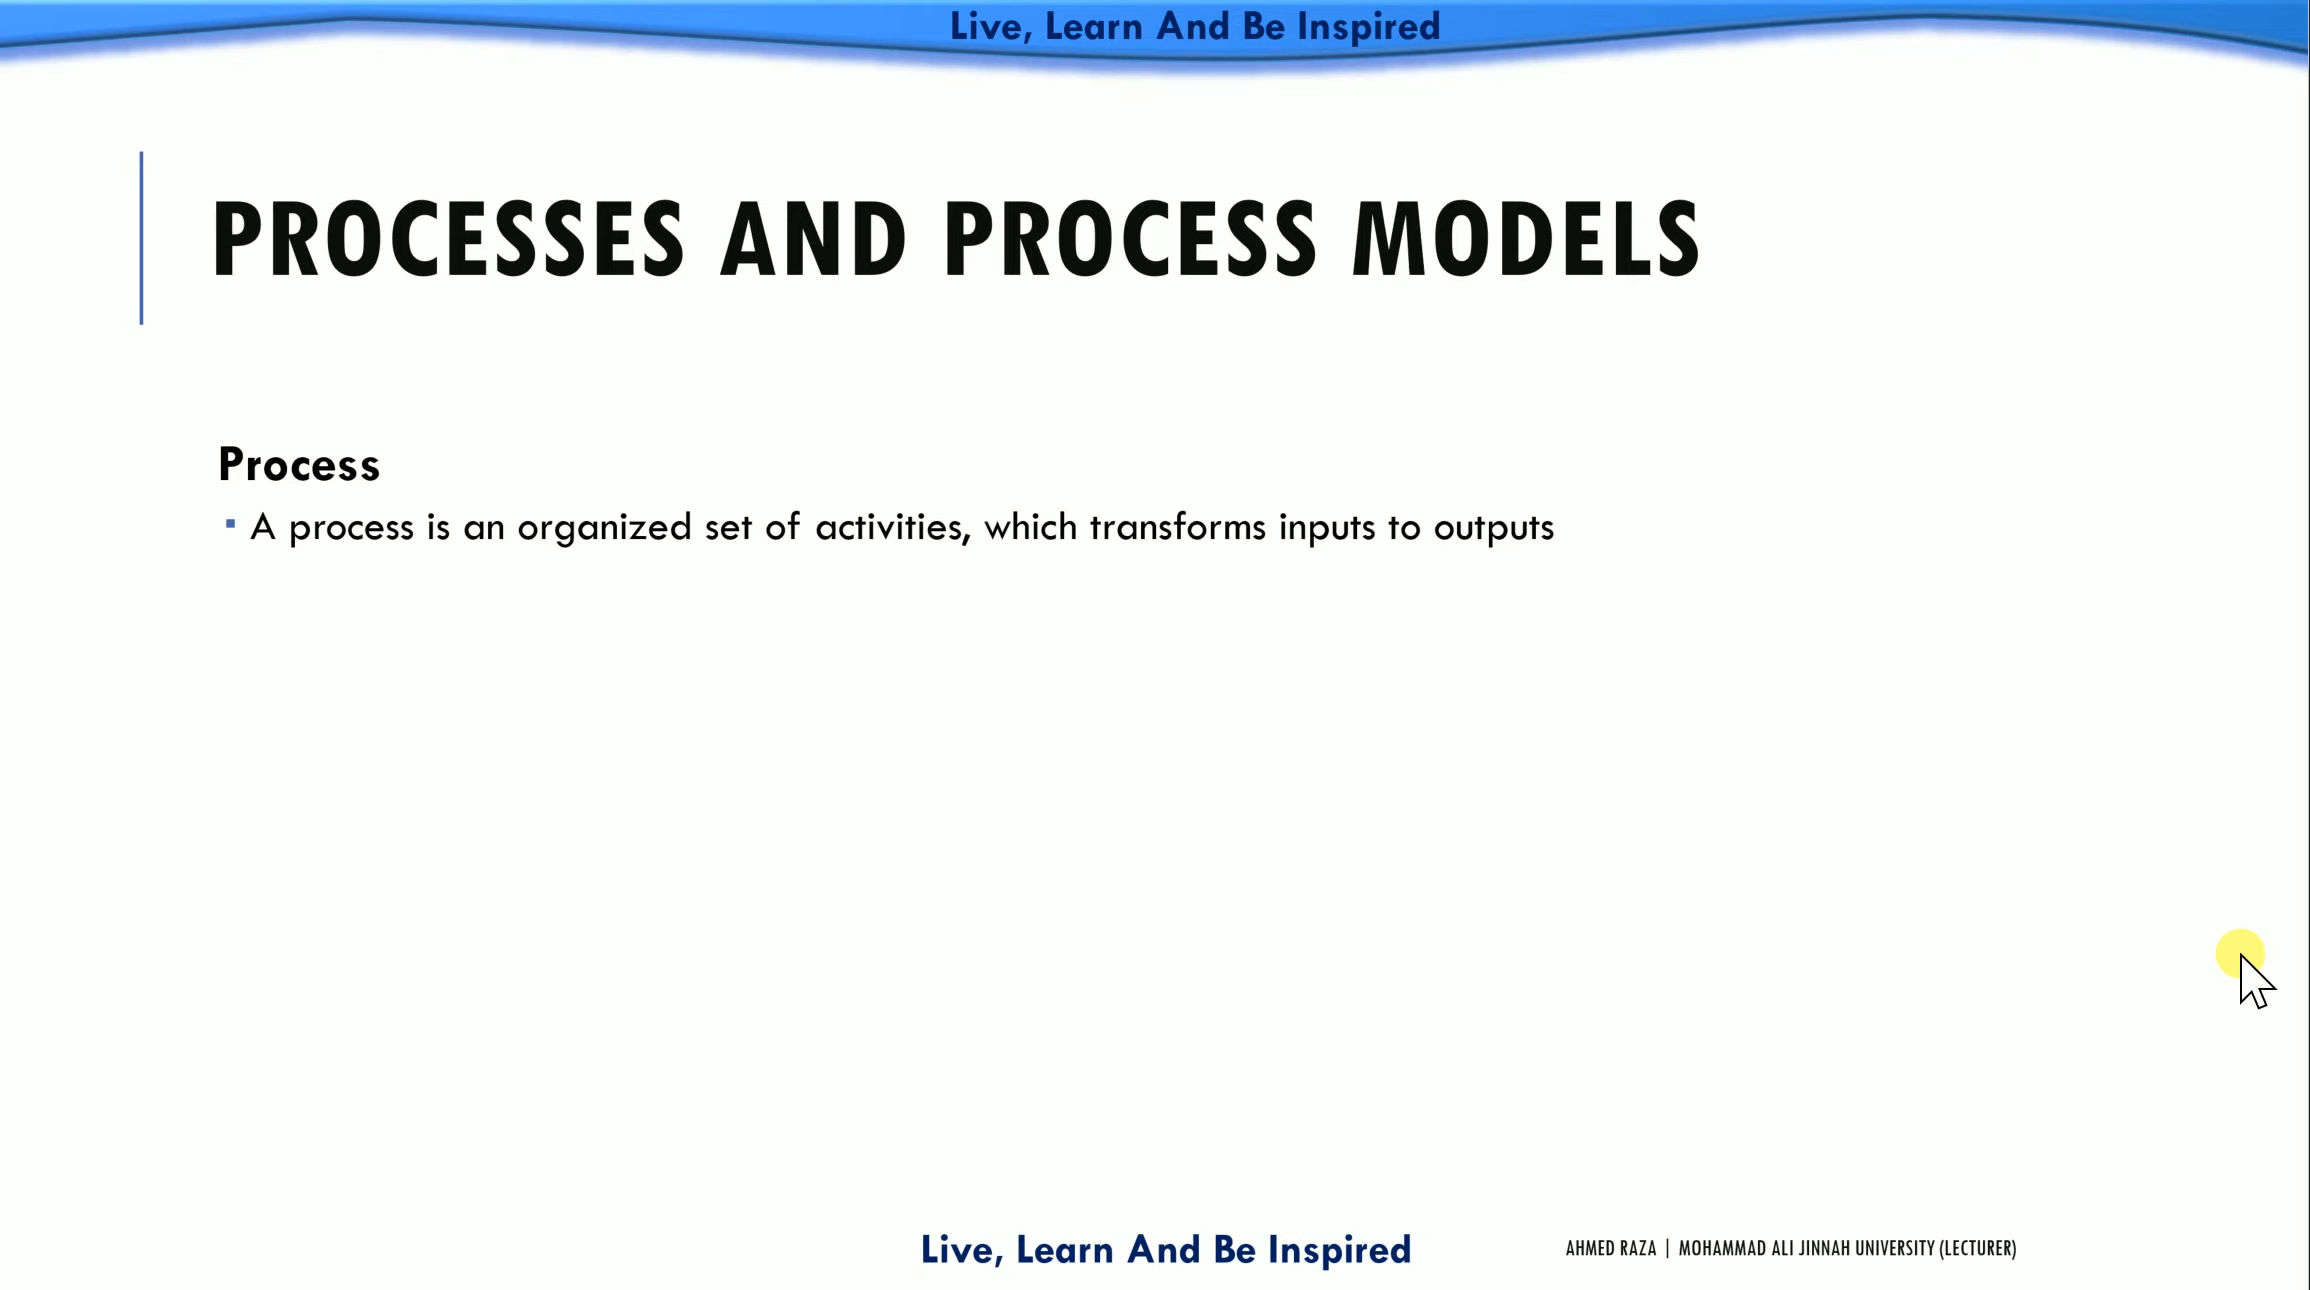 Live, Learn And Be Inspired
PROCESSES AND PROCESS MODELS
Process
▪ A process is an organized set of activities, which transforms inputs to outputs
Live, Learn And Be Inspired
AHMED RAZA | MOHAMMAD ALI JINNAH UNIVERSITY (LECTURER)